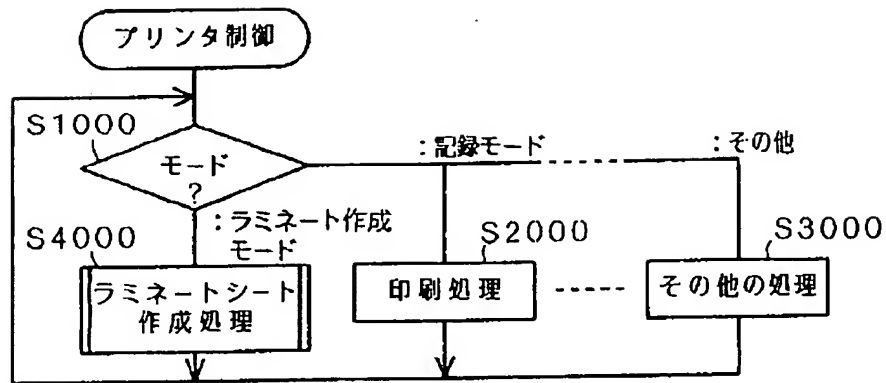 プリンタ制御
S1000
モード
?
:記録モード
:その他
:ラミネート作成
モード
S4000
S2000
S3000
ラミネートシート
作成処理
印刷処理
その他の処理